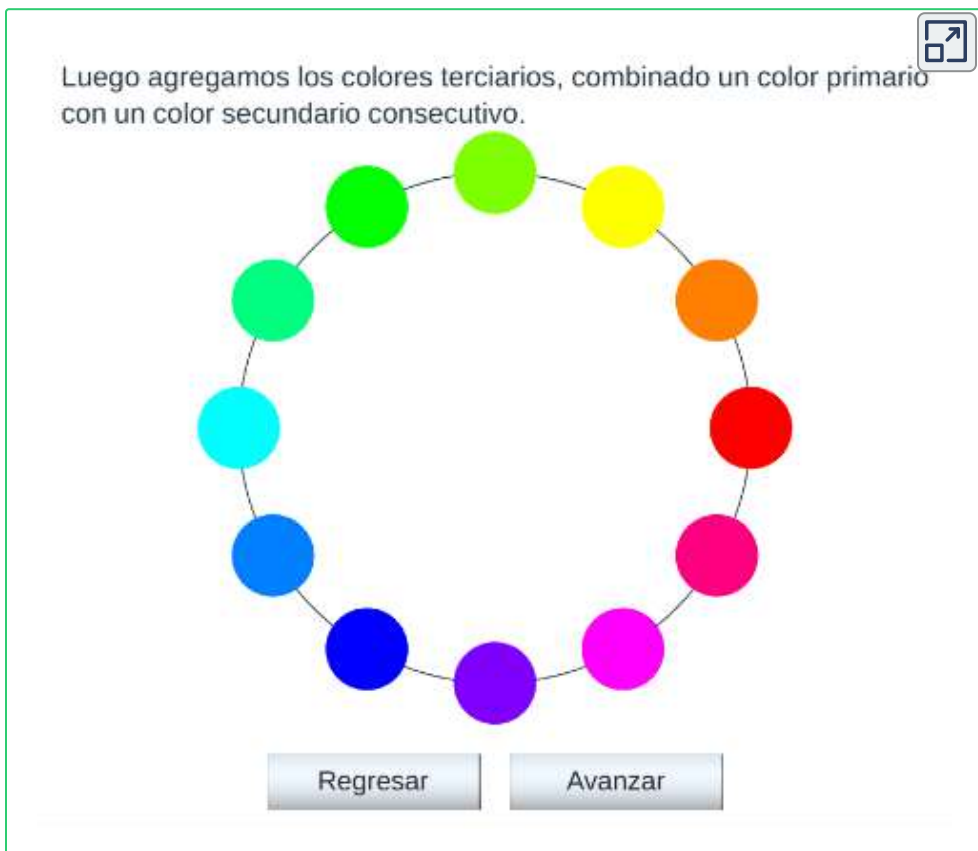 Luego agregamos los colores terciarios, combinado un color primario
con un color secundario consecutivo.
Regresar
Avanzar